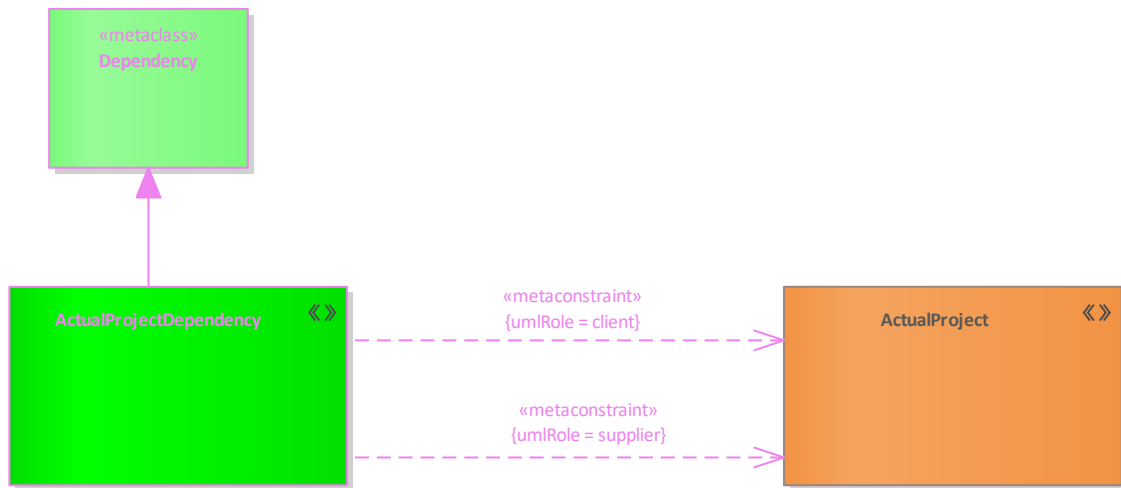 «metaclass»
Dependency
ActualProjectDependency
«»
«metaconstraint»
{umlRole = client}
«metaconstraint»
{umlRole = supplier}
ActualProject
«»